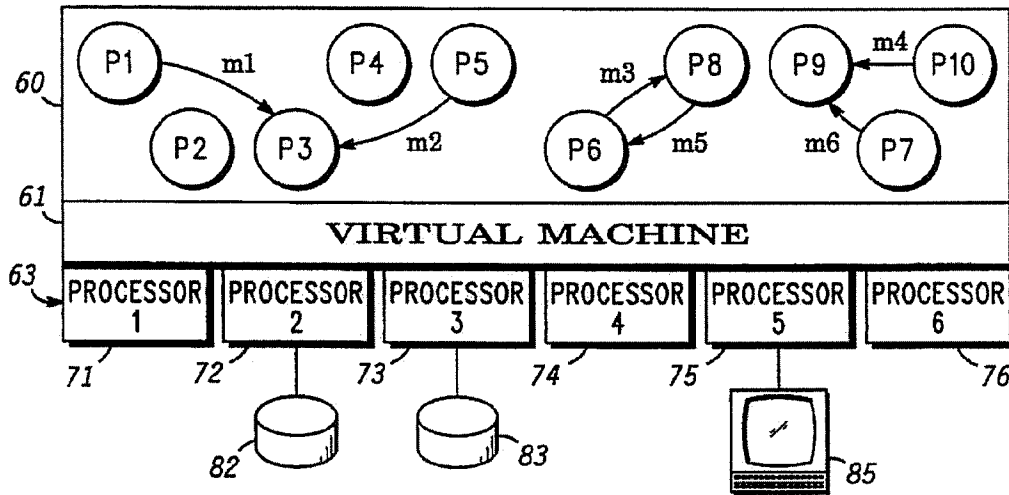 P1 m1 P4 P5 m3 P8 P9 m4 P10
60
P2 P3 m2 P6 m5 m6 P7
61
VIRTUAL MACHINE
63
PROCESSOR 1
PROCESSOR 2
PROCESSOR 3
PROCESSOR 4
PROCESSOR 5
PROCESSOR 6
71 72 73 74 75 76
82 83 85